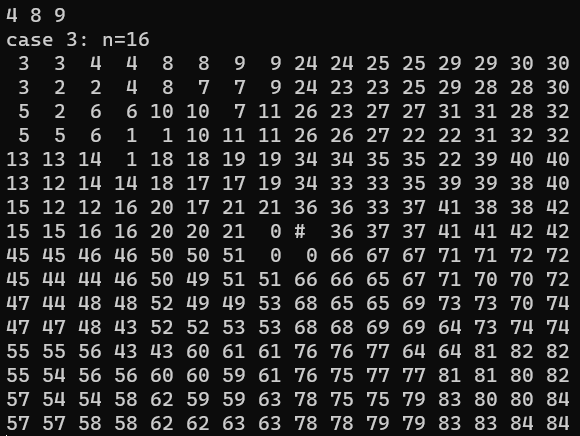 4 8 9
case 3: n=16
3 3 4 4 8 8 9 9 24 24 25 25 29 29 30 30
3 2 2 4 8 7 7 9 24 23 23 25 29 28 28 30
5 2 6 6 10 10 7 11 26 23 27 27 31 31 28 32
5 5 6 1 1 10 11 11 26 26 27 22 22 31 32 32
13 13 14 1 18 18 19 19 34 34 35 35 22 39 40 40
13 12 14 14 18 17 17 19 34 33 33 35 39 39 38 40
15 12 12 16 20 17 21 21 36 36 33 37 41 38 38 42
15 15 16 16 20 20 21 0 # 36 37 37 41 41 42 42
45 45 46 46 50 50 51 0 0 66 67 67 71 71 72 72
45 44 44 46 50 49 51 51 66 66 65 67 71 70 70 72
47 44 48 48 52 49 49 53 68 65 65 69 73 73 70 74
47 47 48 43 52 52 53 53 68 68 69 69 64 73 74 74
55 55 56 43 43 60 61 61 76 76 77 64 64 81 82 82
55 54 56 56 60 60 59 61 76 75 77 77 81 81 80 82
57 54 54 58 62 59 59 63 78 75 75 79 83 80 80 84
57 57 58 58 62 62 63 63 78 78 79 79 83 83 84 84